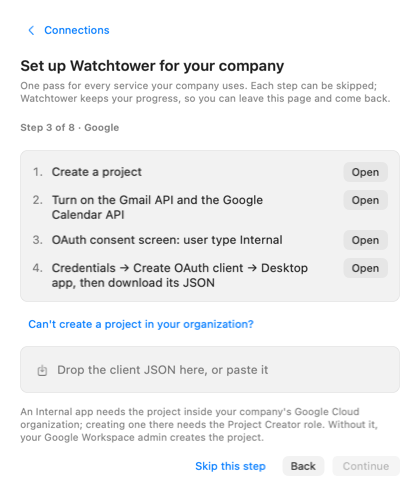 Connections
Set up Watchtower for your company
One pass for every service your company uses. Each step can be skipped;
Watchtower keeps your progress, so you can leave this page and come back.
Step 3 of 8 · Google
1. Create a project Open
2. Turn on the Gmail API and the Google Open
Calendar API
3. OAuth consent screen: user type Internal Open
4. Credentials → Create OAuth client → Desktop Open
app, then download its JSON
Can't create a project in your organization?
Drop the client JSON here, or paste it
An Internal app needs the project inside your company's Google Cloud
organization; creating one there needs the Project Creator role. Without it,
your Google Workspace admin creates the project.
Skip this step Back Continue